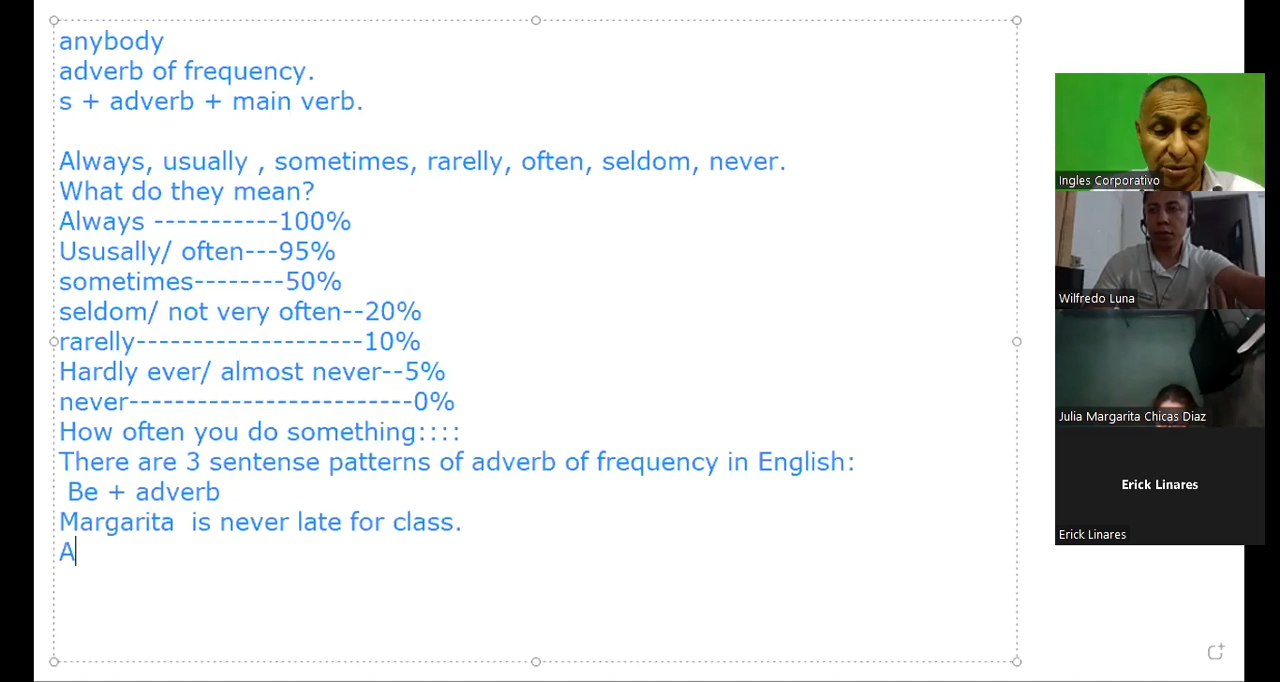 anybody
adverb of frequency.
s + adverb + main verb.
Always, usually , sometimes, rarelly, often, seldom, never.
What do they mean?
Always -----------100%
Ususally/ often---95%
sometimes--------50%
seldom/ not very often--20%
rarelly-------------------10%
Hardly ever/ almost never--5%
never------------------------0%
How often you do something::::
There are 3 sentense patterns of adverb of frequency in English:
Be + adverb
Margarita  is never late for class.
A
Ingles Corporativo
Wilfredo Luna
Julia Margarita Chicas Diaz
Erick Linares
Erick Linares